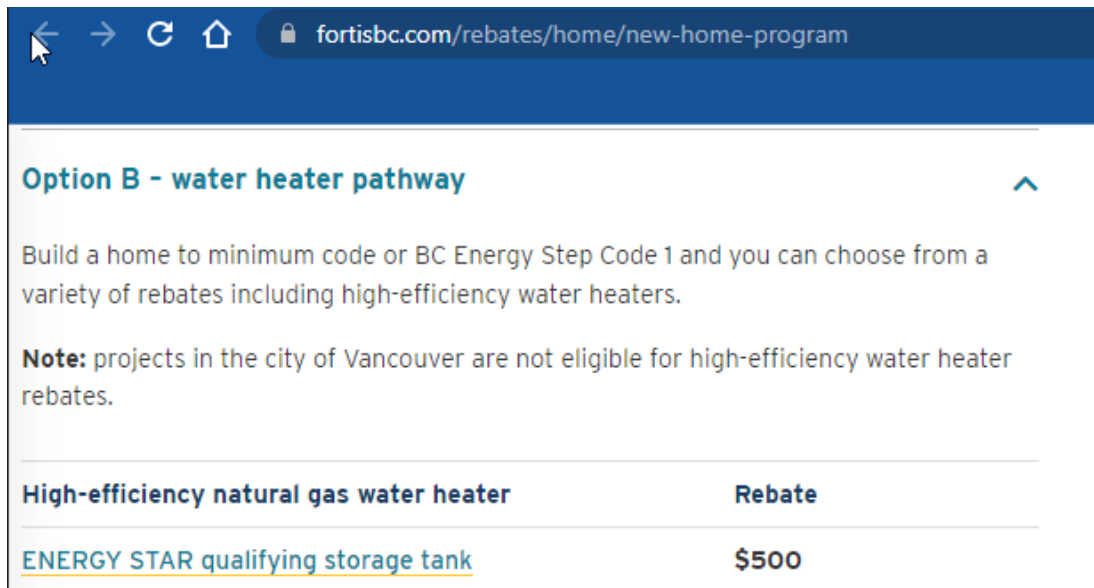 fortisbc.com/rebates/home/new-home-program
Option B – water heater pathway
Build a home to minimum code or BC Energy Step Code 1 and you can choose from a
variety of rebates including high-efficiency water heaters.
Note: projects in the city of Vancouver are not eligible for high-efficiency water heater
rebates.
High-efficiency natural gas water heater Rebate
ENERGY STAR qualifying storage tank $500